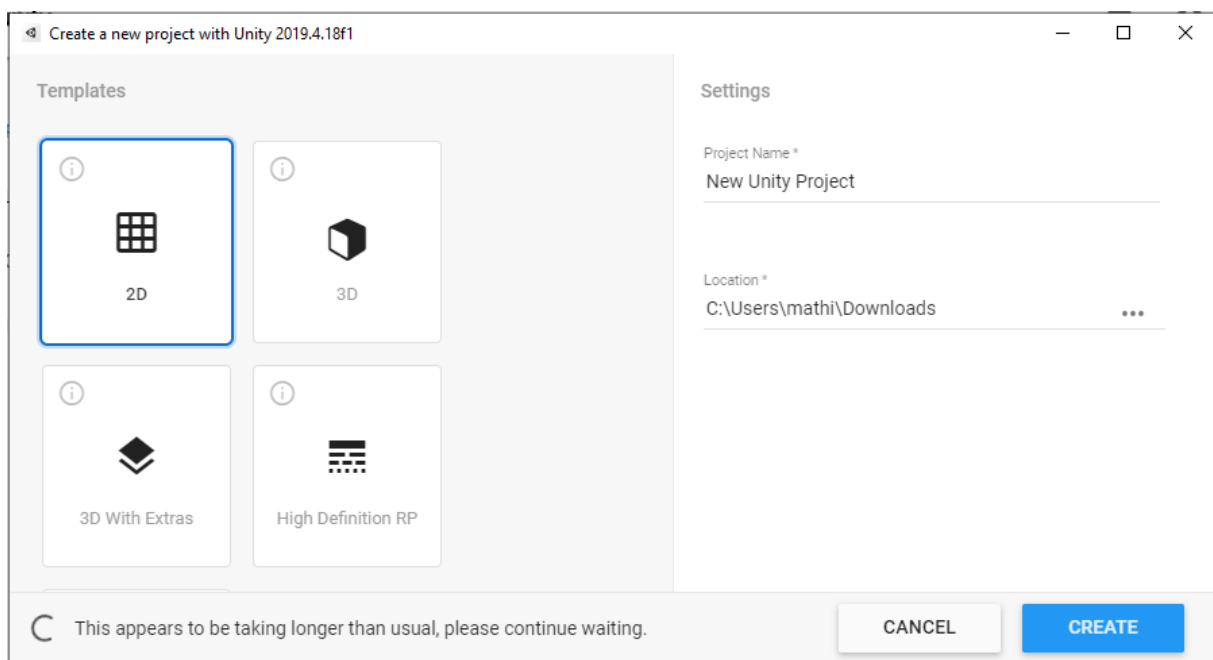 Create a new project with Unity 2019.4.18f1
Templates
Settings
2D
3D
3D With Extras
High Definition RP
Project Name *
New Unity Project
Location *
C:\Users\mathi\Downloads
...
This appears to be taking longer than usual, please continue waiting.
CANCEL
CREATE